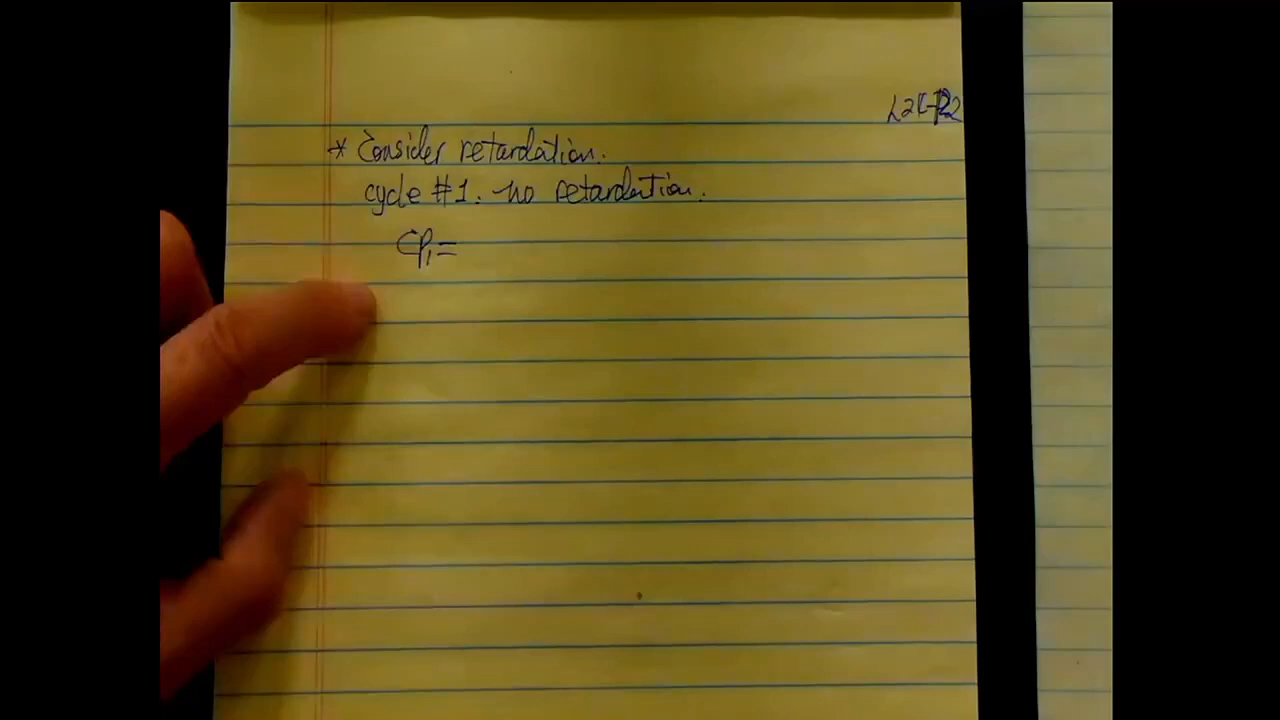 * Consider retardation.
cycle #1. no retardation.
Cp₁=